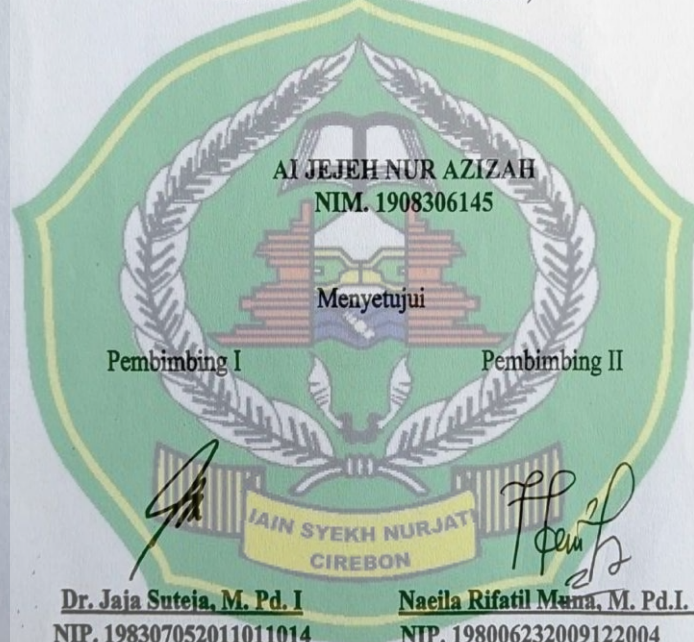 AI JEJEH NUR AZIZAH
NIM. 1908306145
Menyetujui
Pembimbing I Pembimbing II
IAIN SYEKH NURJATI
CIREBON
Dr. Jaja Suteja, M. Pd. I Naeila Rifatil Muna, M. Pd.I.
NIP. 198307052011011014 NIP. 198006232009122004